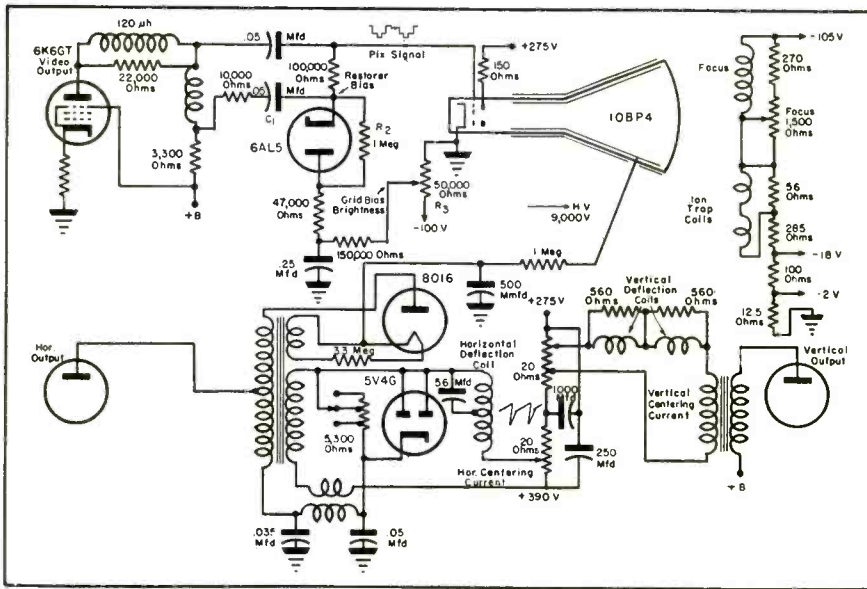 120 µh
6K6GT
Video
Output
22,000
Ohms
.05 Mfd
Pix Signal
100,000
Ohms
Restorer
Bias
10,000
Ohms
.05 Mfd
C1
6AL5
R2
1 Meg
3,300
Ohms
+B
47,000
Ohms
Grid Bias
Brightness
50,000
Ohms
R3
-100 V
150,000 Ohms
.25
Mfd
+275V
150
Ohms
10BP4
HV
9,000V
1 Meg
500
Mmfd
-105V
270
Ohms
Focus
Focus
1,500
Ohms
Ion
Trap
Coils
56
Ohms
285
Ohms
-18 V
100
Ohms
-2 V
12.5
Ohms
8016
3.3 Meg
Hor. Output
5V4G
56 Mfd
5,300
Ohms
Horizontal
Deflection
Coil
+275V
20
Ohms
1000
Mfd
20
Ohms
Hor. Centering
Current
+390 V
250
Mfd
560
Ohms
Vertical
Deflection
Coils
560
Ohms
Vertical
Centering
Current
Vertical
Output
+B
.035
Mfd
.05
Mfd